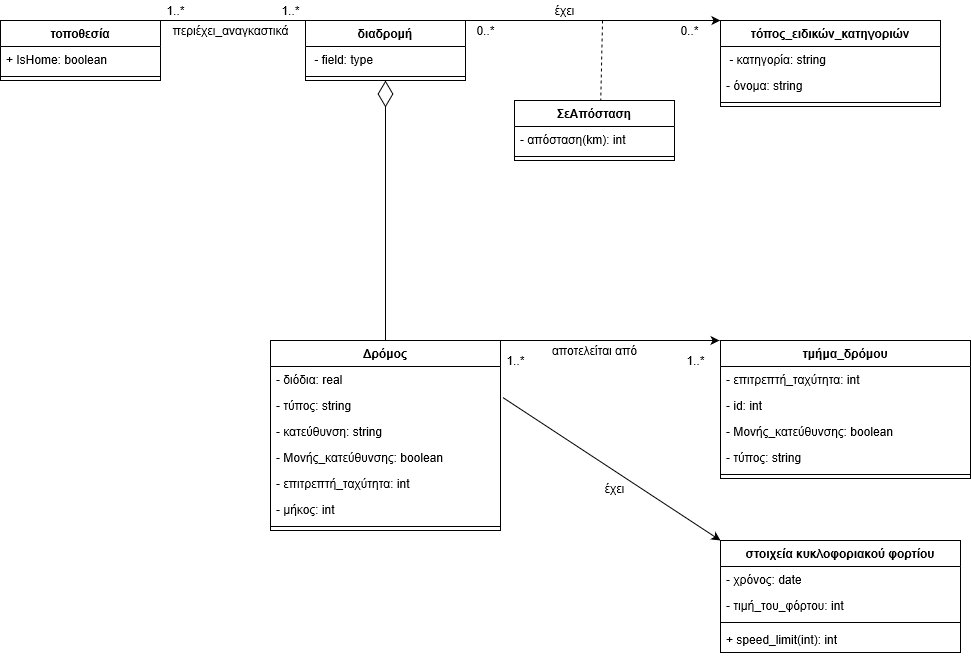 1..*
1..*
έχει
τοποθεσία
περιέχει_αναγκαστικά
διαδρομή
0..*
0..*
τόπος_ειδικών_κατηγοριών
+ IsHome: boolean
- field: type
- κατηγορία: string
- όνομα: string
ΣεΑπόσταση
- απόσταση(km): int
Δρόμος
αποτελείται από
1..*
1..*
τμήμα_δρόμου
- διόδια: real
- τύπος: string
- κατεύθυνση: string
- Μονής_κατεύθυνσης: boolean
- επιτρεπτή_ταχύτητα: int
- μήκος: int
- επιτρεπτή_ταχύτητα: int
- id: int
- Μονής_κατεύθυνσης: boolean
- τύπος: string
έχει
στοιχεία κυκλοφοριακού φορτίου
- χρόνος: date
- τιμή_του_φόρτου: int
+ speed_limit(int): int